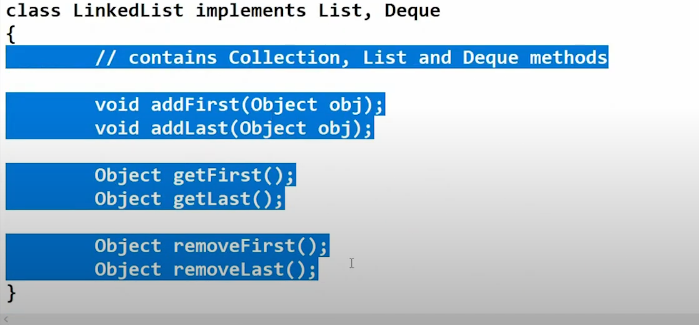 class LinkedList implements List, Deque
{
// contains Collection, List and Deque methods
void addFirst(Object obj);
void addLast(Object obj);
Object getFirst();
Object getLast();
Object removeFirst();
Object removeLast();
}